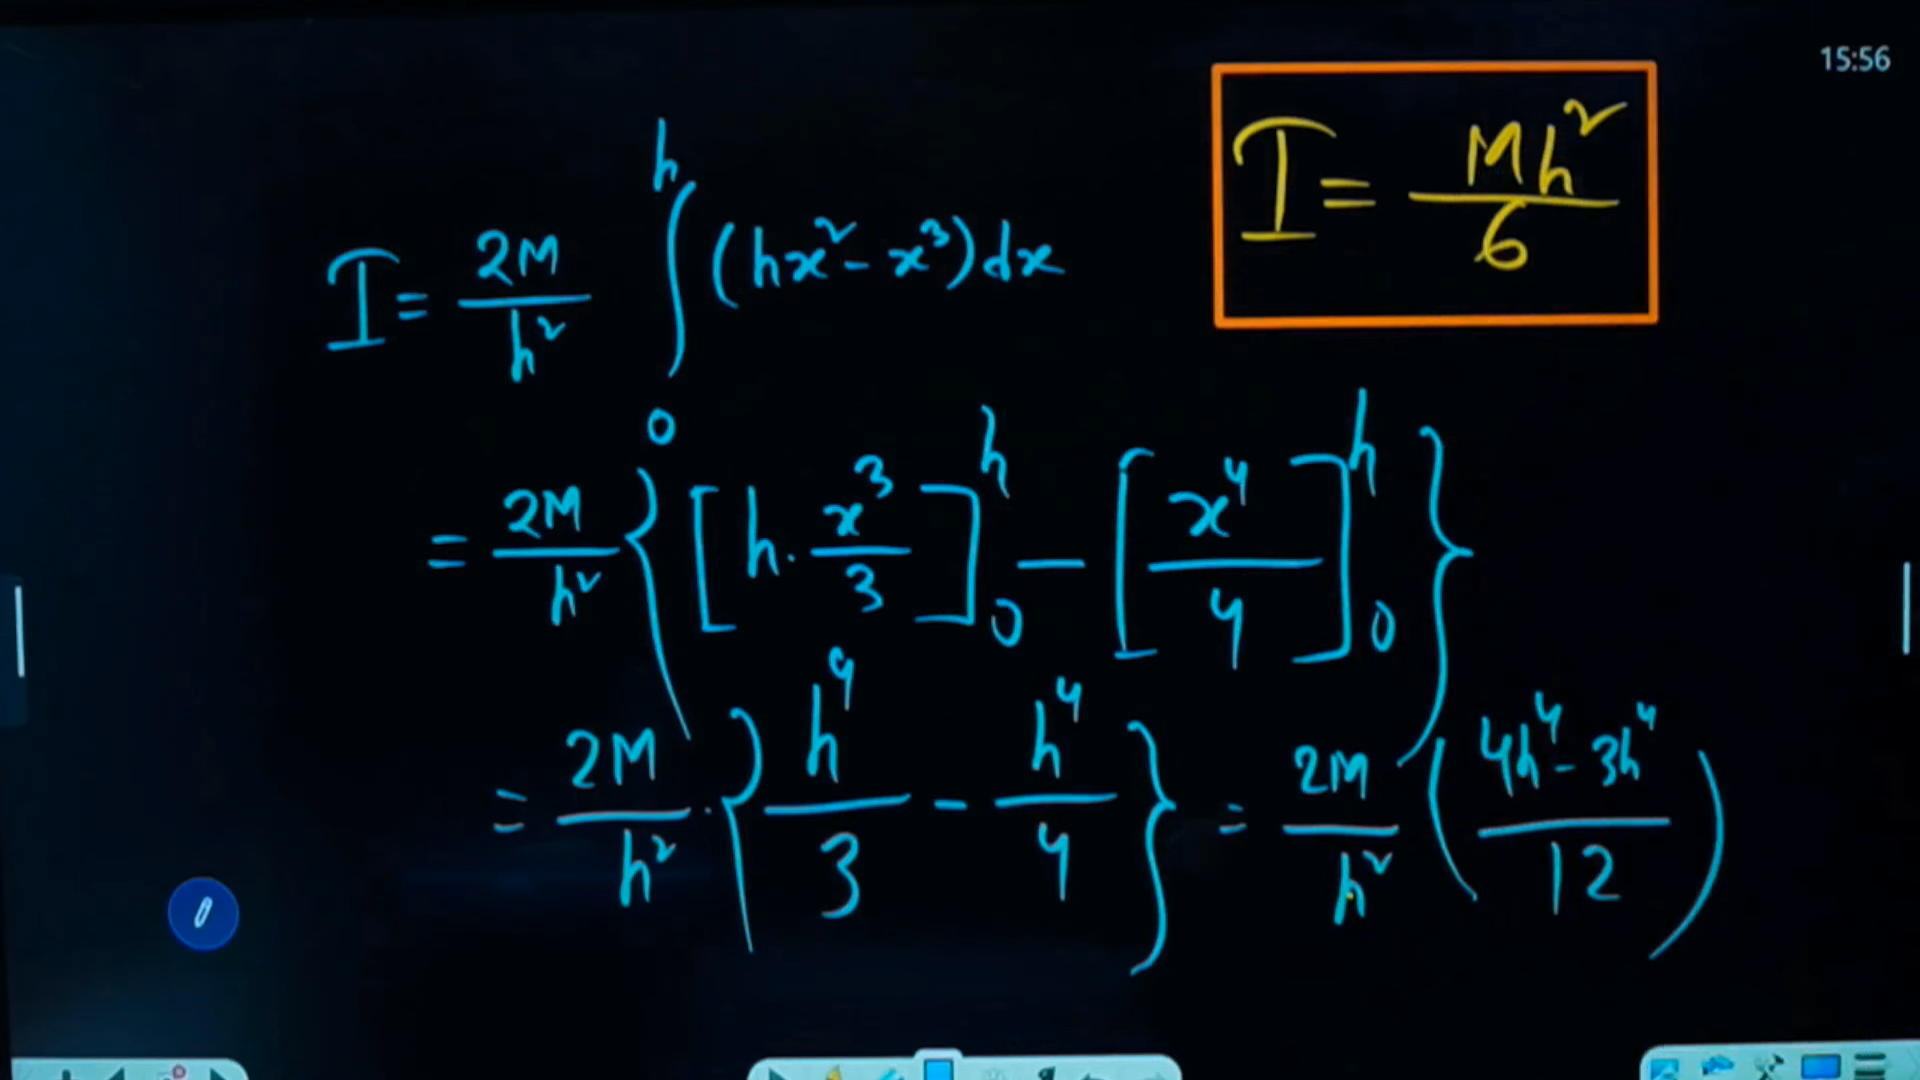 15:56
I = Mh²/6
I = 2M/h² ∫₀ʰ (hx² - x³)dx
= 2M/h² { [h · x³/3]₀ʰ - [x⁴/4]₀ʰ }
= 2M/h² · { h⁴/3 - h⁴/4 } = 2M/h² ( (4h⁴ - 3h⁴)/12 )